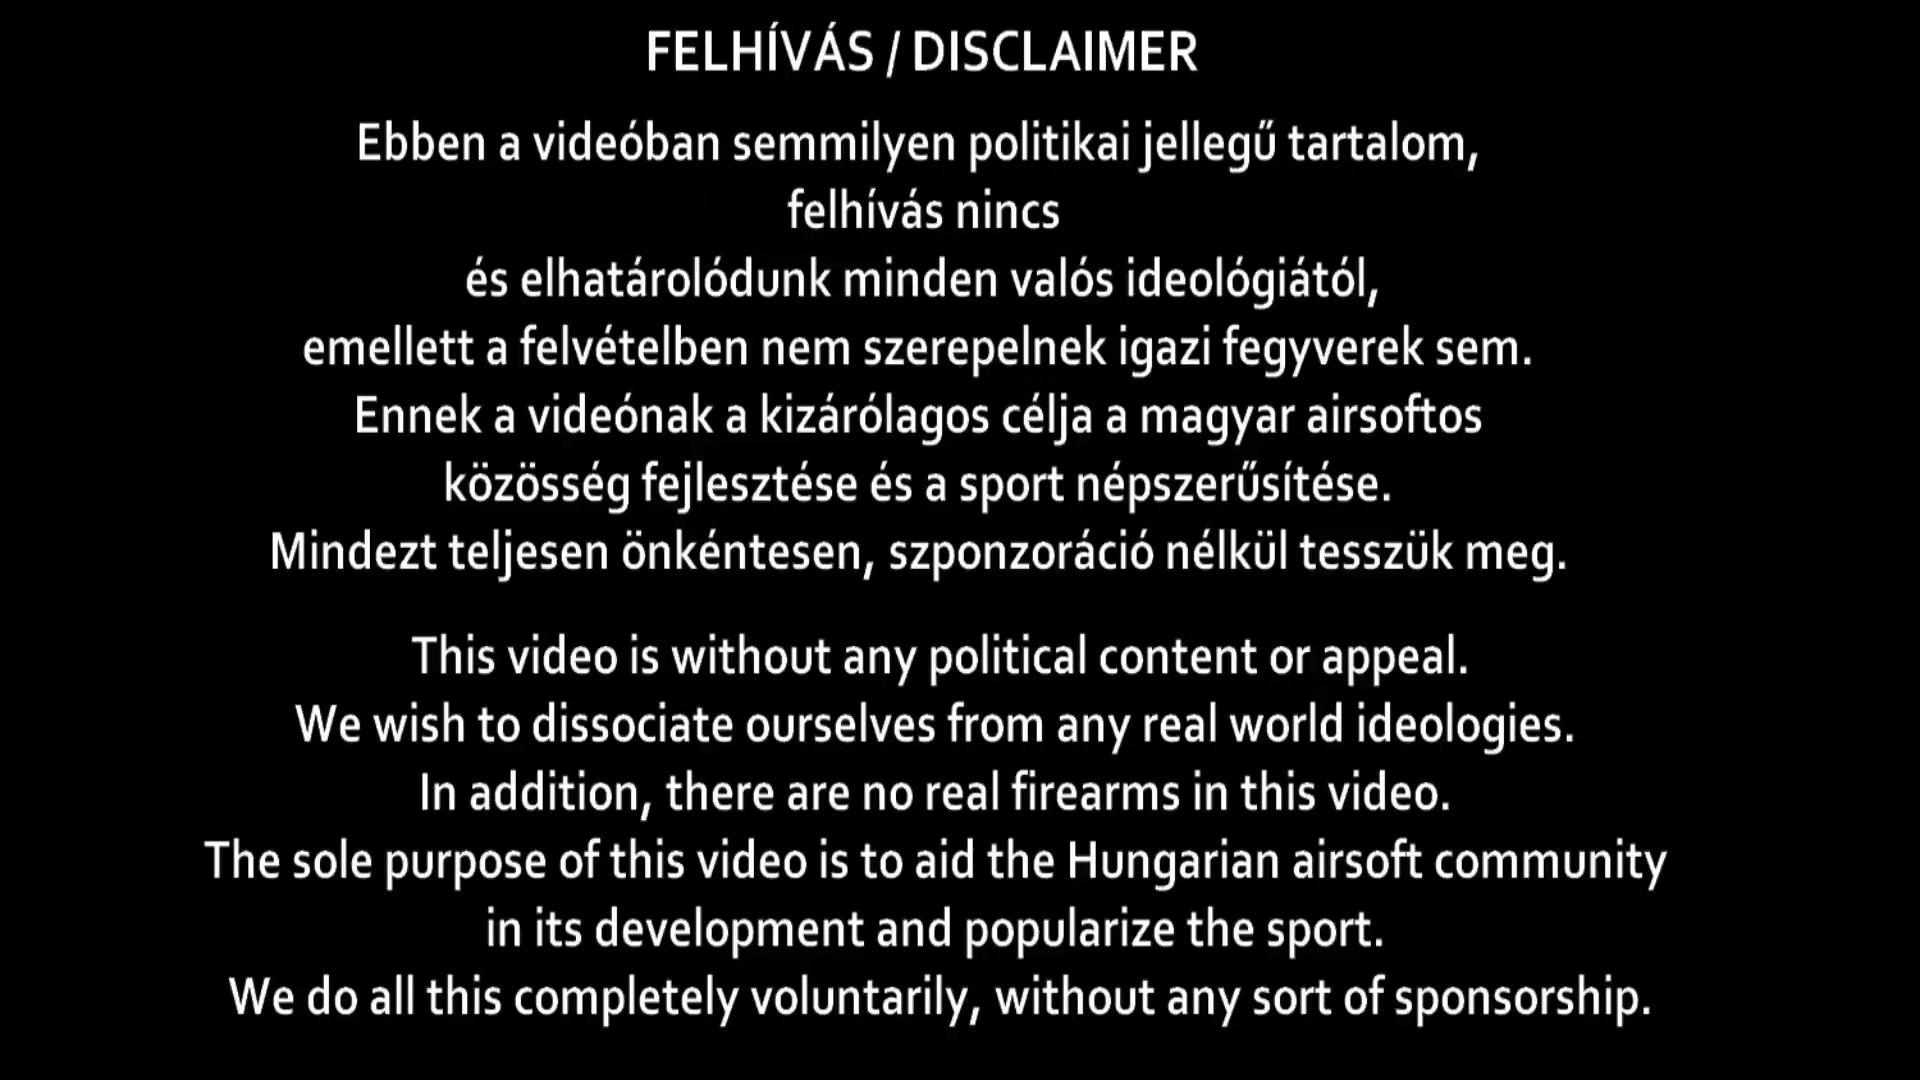 FELHÍVÁS / DISCLAIMER
Ebben a videóban semmilyen politikai jellegű tartalom,
felhívás nincs
és elhatárolódunk minden valós ideológiától,
emellett a felvételben nem szerepelnek igazi fegyverek sem.
Ennek a videónak a kizárólagos célja a magyar airsoftos
közösség fejlesztése és a sport népszerűsítése.
Mindezt teljesen önkéntesen, szponzoráció nélkül tesszük meg.
This video is without any political content or appeal.
We wish to dissociate ourselves from any real world ideologies.
In addition, there are no real firearms in this video.
The sole purpose of this video is to aid the Hungarian airsoft community
in its development and popularize the sport.
We do all this completely voluntarily, without any sort of sponsorship.